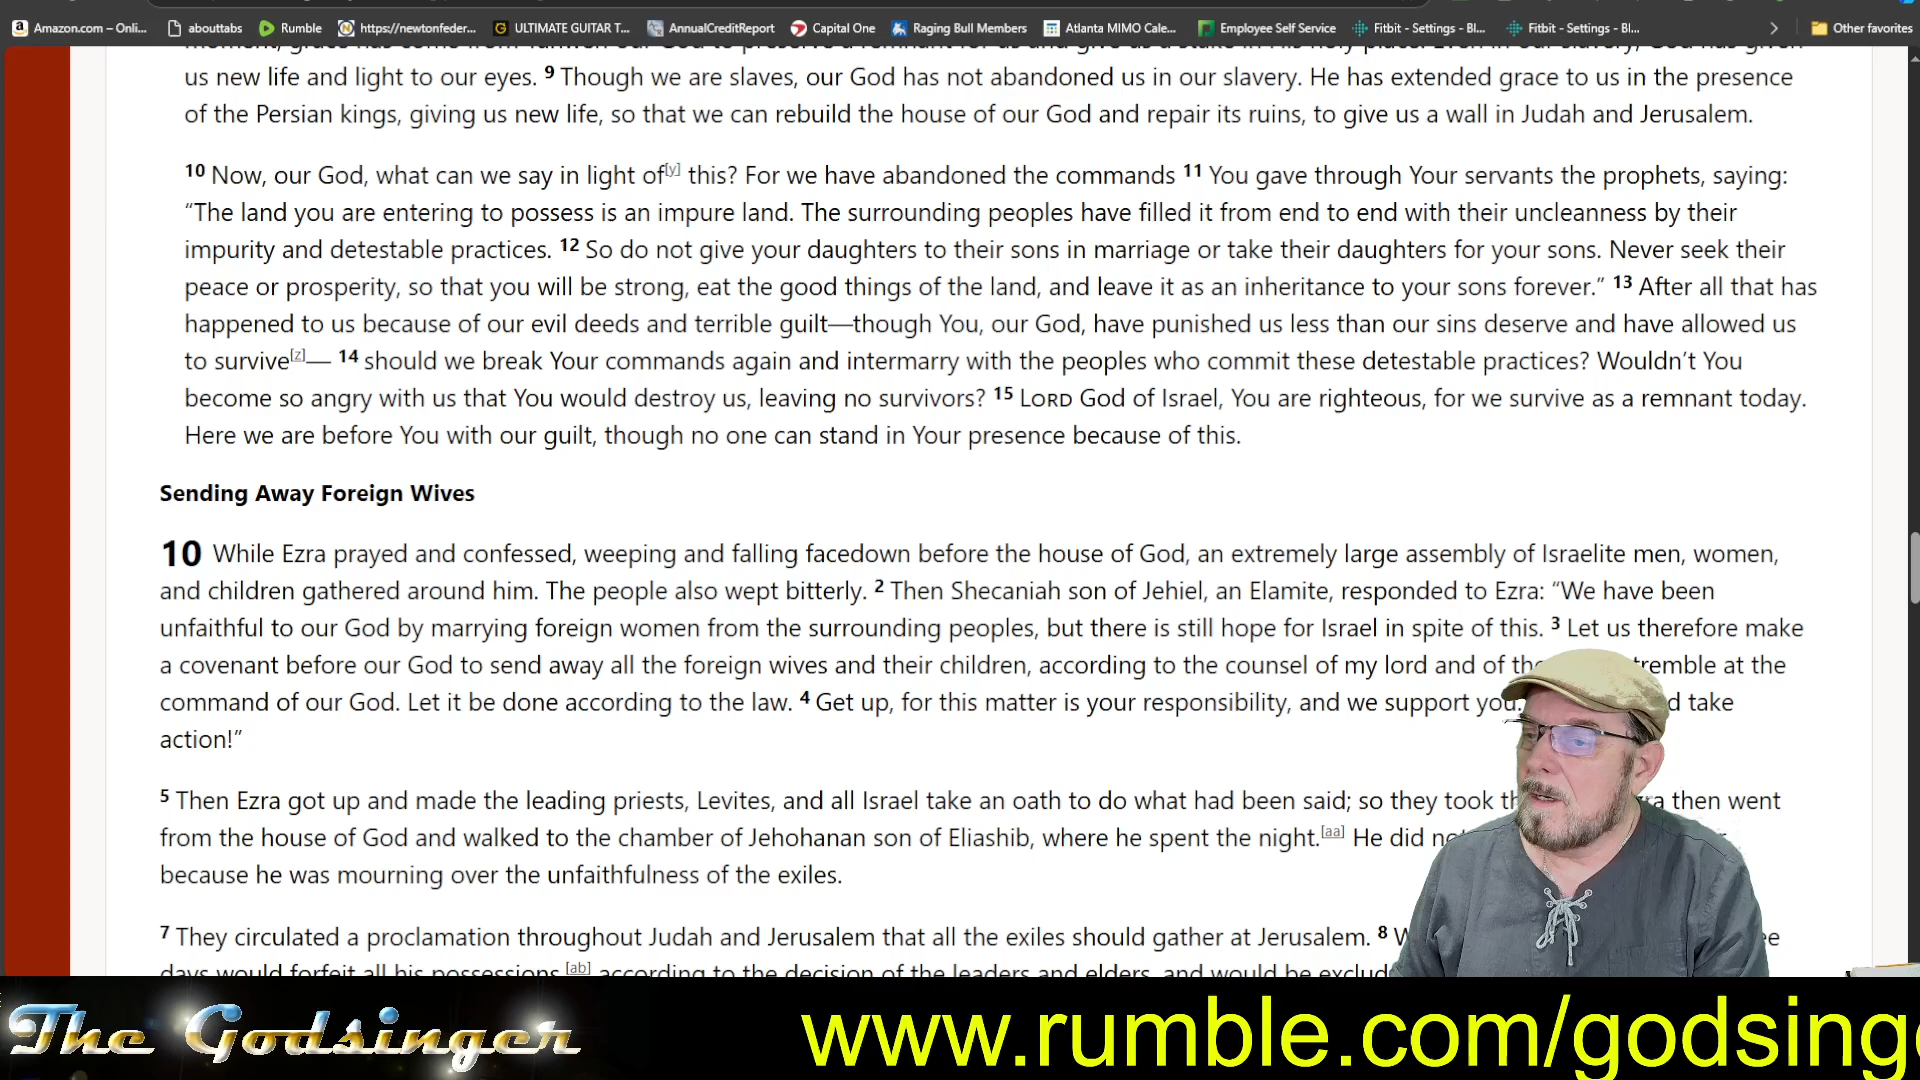 Amazon.com – Onli... abouttabs Rumble https://newtonfeder... ULTIMATE GUITAR T... AnnualCreditReport Capital One Raging Bull Members Atlanta MIMO Cale... Employee Self Service Fitbit - Settings - Bl... Fitbit - Settings - Bl... Other favorites
us new life and light to our eyes. 9 Though we are slaves, our God has not abandoned us in our slavery. He has extended grace to us in the presence
of the Persian kings, giving us new life, so that we can rebuild the house of our God and repair its ruins, to give us a wall in Judah and Jerusalem.
10 Now, our God, what can we say in light of[y] this? For we have abandoned the commands 11 You gave through Your servants the prophets, saying:
“The land you are entering to possess is an impure land. The surrounding peoples have filled it from end to end with their uncleanness by their
impurity and detestable practices. 12 So do not give your daughters to their sons in marriage or take their daughters for your sons. Never seek their
peace or prosperity, so that you will be strong, eat the good things of the land, and leave it as an inheritance to your sons forever.” 13 After all that has
happened to us because of our evil deeds and terrible guilt—though You, our God, have punished us less than our sins deserve and have allowed us
to survive[z]— 14 should we break Your commands again and intermarry with the peoples who commit these detestable practices? Wouldn’t You
become so angry with us that You would destroy us, leaving no survivors? 15 LORD God of Israel, You are righteous, for we survive as a remnant today.
Here we are before You with our guilt, though no one can stand in Your presence because of this.
Sending Away Foreign Wives
10 While Ezra prayed and confessed, weeping and falling facedown before the house of God, an extremely large assembly of Israelite men, women,
and children gathered around him. The people also wept bitterly. 2 Then Shecaniah son of Jehiel, an Elamite, responded to Ezra: “We have been
unfaithful to our God by marrying foreign women from the surrounding peoples, but there is still hope for Israel in spite of this. 3 Let us therefore make
a covenant before our God to send away all the foreign wives and their children, according to the counsel of my lord and of tremble at the
command of our God. Let it be done according to the law. 4 Get up, for this matter is your responsibility, and we support you. take
action!”
5 Then Ezra got up and made the leading priests, Levites, and all Israel take an oath to do what had been said; so they took then went
from the house of God and walked to the chamber of Jehohanan son of Eliashib, where he spent the night.[aa] He did
because he was mourning over the unfaithfulness of the exiles.
7 They circulated a proclamation throughout Judah and Jerusalem that all the exiles should gather at Jerusalem. 8
days would forfeit all his possessions,[ab] according to the decision of the leaders and elders, and would be
The Godsinger
www.rumble.com/godsing